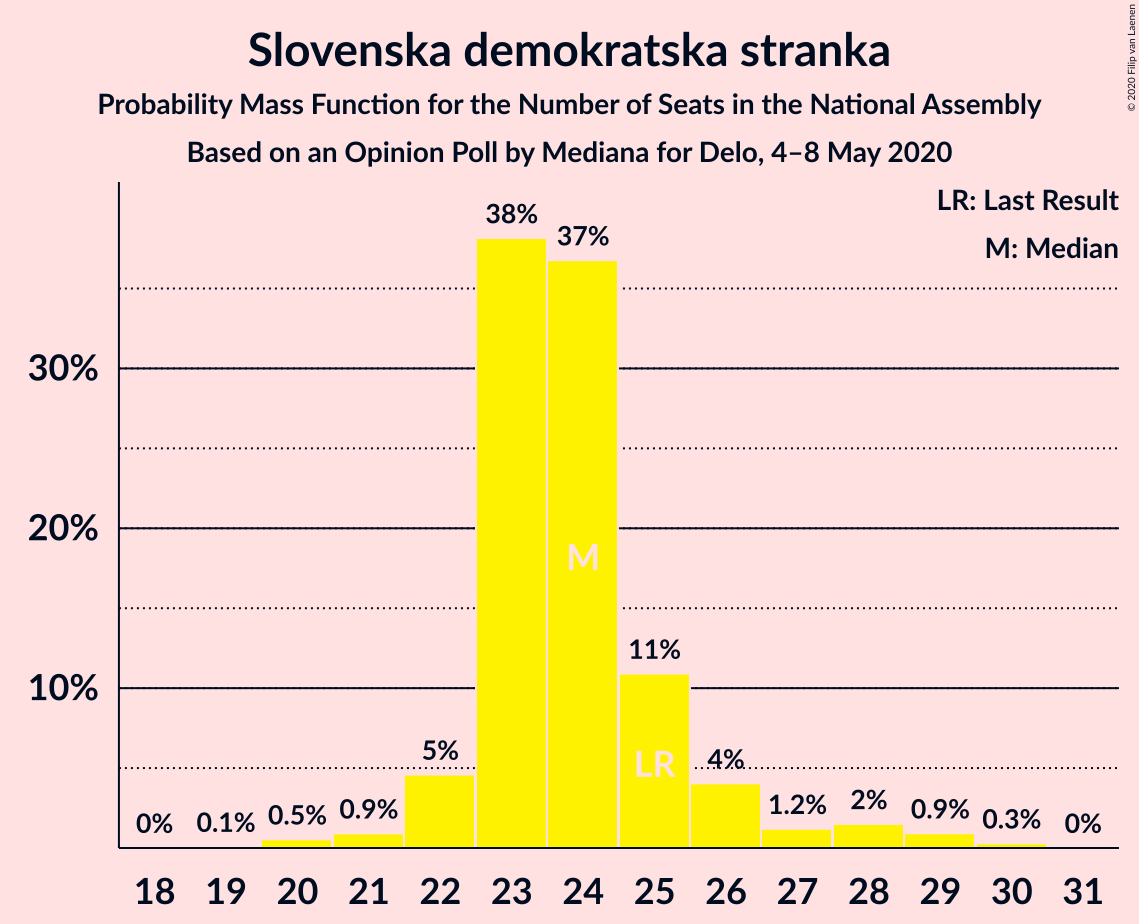 Slovenska demokratska stranka
Probability Mass Function for the Number of Seats in the National Assembly
Based on an Opinion Poll by Mediana for Delo, 4–8 May 2020
© 2020 Filip van Laenen
LR: Last Result
M: Median
38%
37%
30%
20%
M
11%
10%
5%
LR
4%
0%
0.1%
0.5%
0.9%
1.2%
2%
0.9%
0.3%
0%
18 19 20 21 22 23 24 25 26 27 28 29 30 31